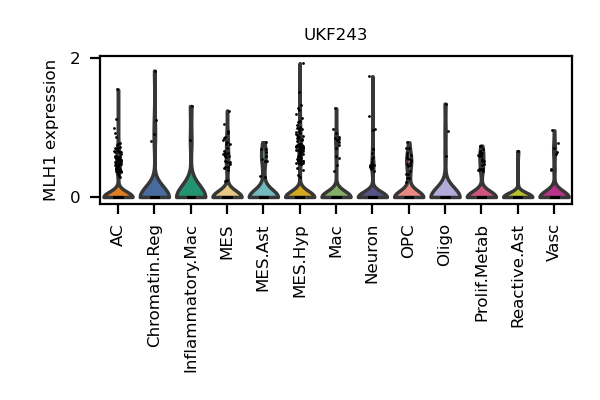 UKF243
MLH1 expression
2
0
AC
Chromatin.Reg
Inflammatory.Mac
MES
MES.Ast
MES.Hyp
Mac
Neuron
OPC
Oligo
Prolif.Metab
Reactive.Ast
Vasc